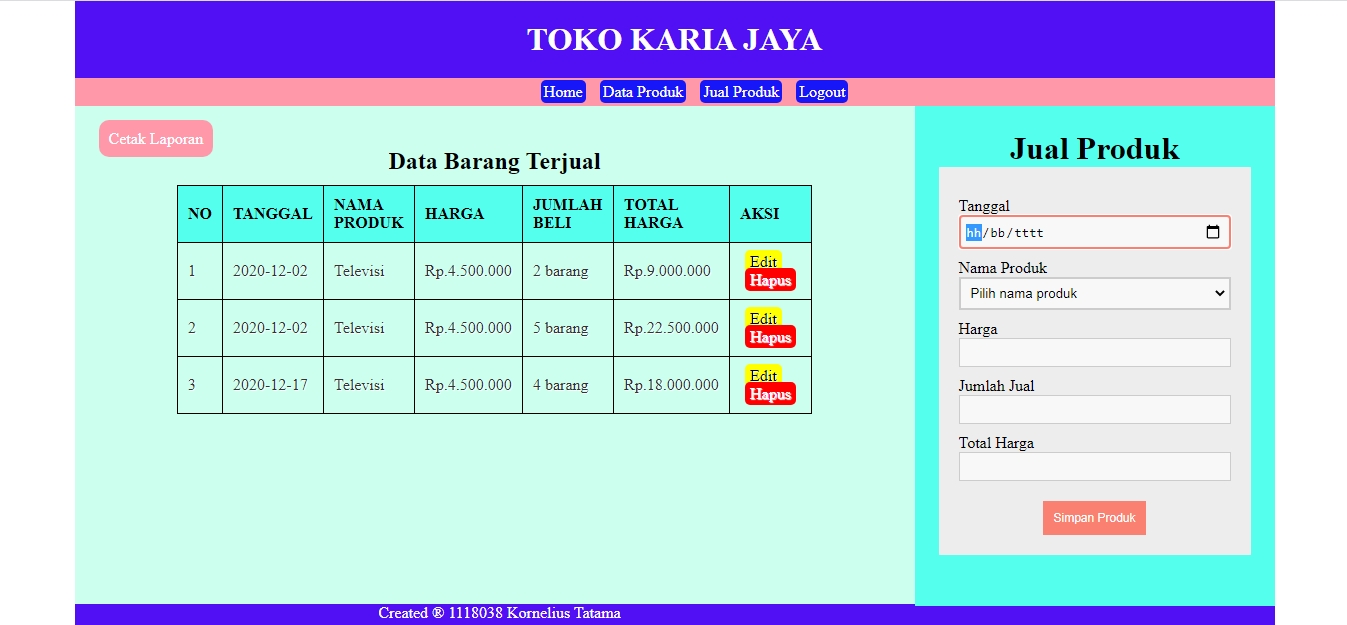 TOKO KARIA JAYA
Home Data Produk Jual Produk Logout
Cetak Laporan
Data Barang Terjual
NO TANGGAL NAMA PRODUK HARGA JUMLAH BELI TOTAL HARGA AKSI
1 2020-12-02 Televisi Rp.4.500.000 2 barang Rp.9.000.000 Edit Hapus
2 2020-12-02 Televisi Rp.4.500.000 5 barang Rp.22.500.000 Edit Hapus
3 2020-12-17 Televisi Rp.4.500.000 4 barang Rp.18.000.000 Edit Hapus
Jual Produk
Tanggal
hh/bb/tttt
Nama Produk
Pilih nama produk
Harga
Jumlah Jual
Total Harga
Simpan Produk
Created ® 1118038 Kornelius Tatama